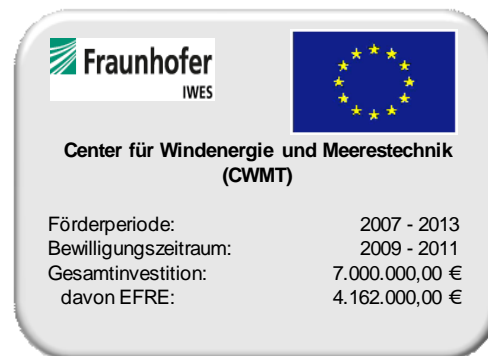 Fraunhofer
IWES
Center für Windenergie und Meerestechnik
(CWMT)
Förderperiode: 2007 - 2013
Bewilligungszeitraum: 2009 - 2011
Gesamtinvestition: 7.000.000,00 €
davon EFRE: 4.162.000,00 €